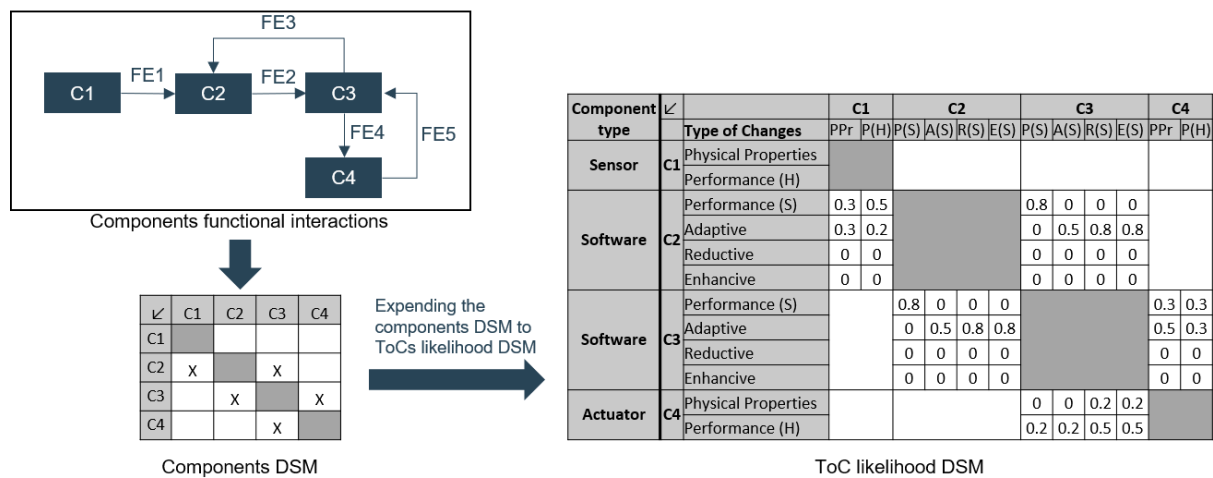 FE3
FE1
FE2
C1
C2
C3
FE4
FE5
C4
Components functional interactions
↙ C1 C2 C3 C4
C1
C2 X X
C3 X X
C4 X
Components DSM
Expending the
components DSM to
ToCs likelihood DSM
Component type ↙ C1 C2 C3 C4
Type of Changes PPr P(H) P(S) A(S) R(S) E(S) P(S) A(S) R(S) E(S) PPr P(H)
Sensor C1 Physical Properties
Performance (H)
Software C2 Performance (S) 0.3 0.5 0.8 0 0 0
Adaptive 0.3 0.2 0 0.5 0.8 0.8
Reductive 0 0 0 0 0 0
Enhancive 0 0 0 0 0 0
Software C3 Performance (S) 0.8 0 0 0 0.3 0.3
Adaptive 0 0.5 0.8 0.8 0.5 0.3
Reductive 0 0 0 0 0 0
Enhancive 0 0 0 0 0 0
Actuator C4 Physical Properties 0 0 0.2 0.2
Performance (H) 0.2 0.2 0.5 0.5
ToC likelihood DSM